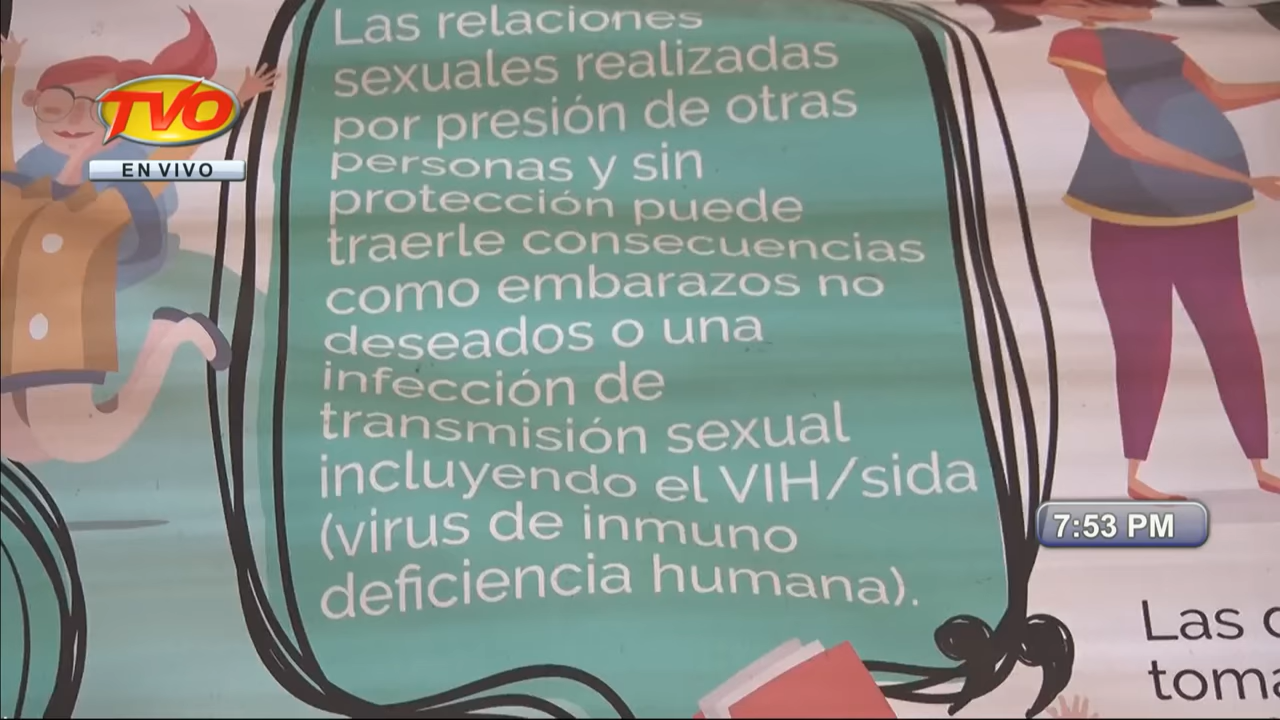 Las relaciones
sexuales realizadas
por presión de otras
personas y sin
protección puede
traerle consecuencias
como embarazos no
deseados o una
infección de
transmisión sexual
incluyendo el VIH/sida
(virus de inmuno
deficiencia humana).
TVO
EN VIVO
7:53 PM
Las